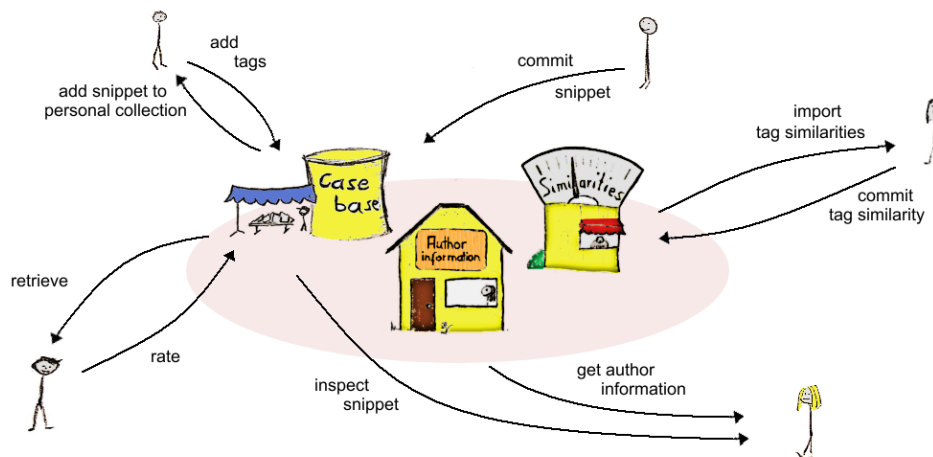 add
tags
add snippet to
personal collection
commit
snippet
import
tag similarities
commit
tag similarity
Similarities
Case
base
Author
information
retrieve
rate
inspect
snippet
get author
information